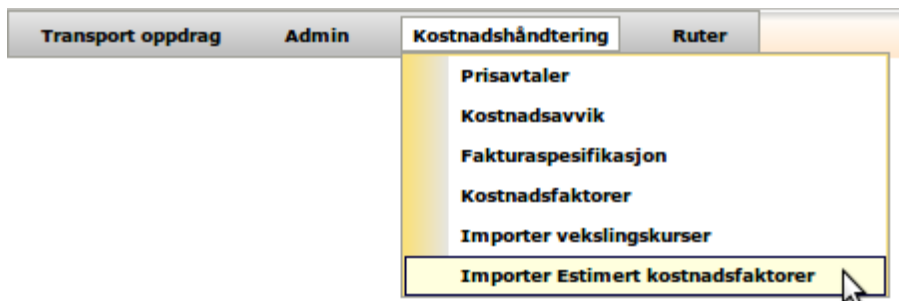 Transport oppdrag Admin Kostnadshåndtering Ruter
Prisavtaler
Kostnadsavvik
Fakturaspesifikasjon
Kostnadsfaktorer
Importer vekslingskurser
Importer Estimert kostnadsfaktorer